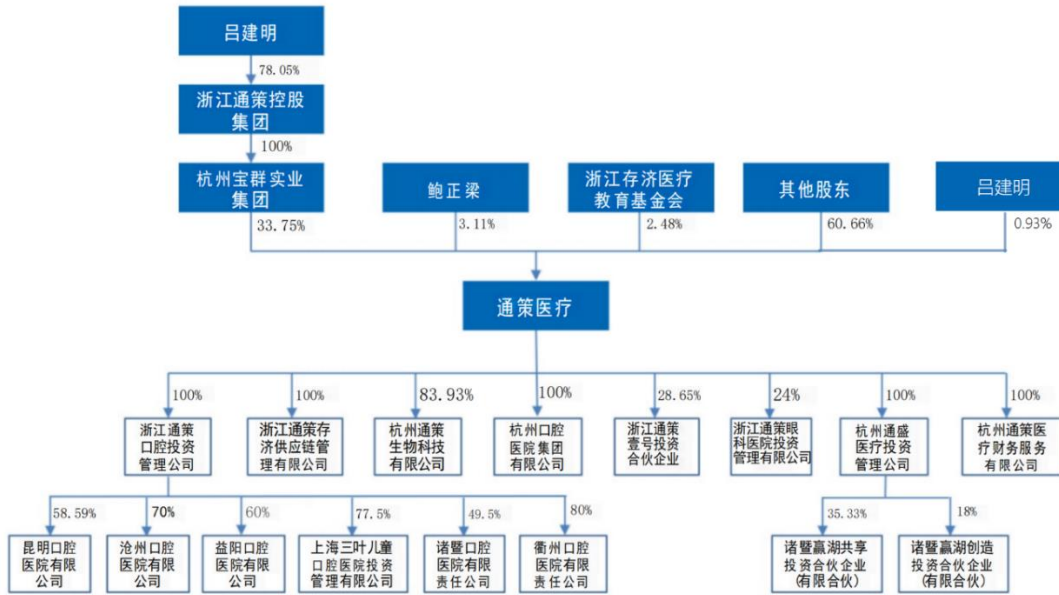 吕建明
78.05%
浙江通策控股
集团
100%
杭州宝群实业
集团
鲍正梁
浙江存济医疗
教育基金会
其他股东
吕建明
33.75%
3.11%
2.48%
60.66%
0.93%
通策医疗
100%
100%
83.93%
100%
28.65%
24%
100%
100%
浙江通策
口腔投资
管理公司
浙江通策存
济供应链管
理有限公司
杭州通策
生物科技
有限公司
杭州口腔
医院集团
有限公司
浙江通策
壹号投资
合伙企业
浙江通策眼
科医院投资
管理有限公司
杭州通盛
医疗投资
管理公司
杭州通策医
疗财务服务
有限公司
58.59%
70%
60%
77.5%
49.5%
80%
35.33%
18%
昆明口腔
医院有限
公司
沧州口腔
医院有限
公司
益阳口腔
医院有限
公司
上海三叶儿童
口腔医院投资
管理有限公司
诸暨口腔
医院有限
责任公司
衢州口腔
医院有限
责任公司
诸暨赢湖共享
投资合伙企业
(有限合伙)
诸暨赢湖创造
投资合伙企业
(有限合伙)